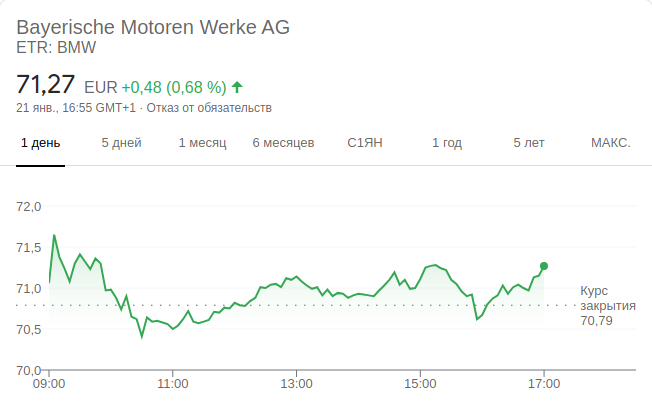 Bayerische Motoren Werke AG
ETR: BMW
71,27 EUR +0,48 (0,68 %)
21 янв., 16:55 GMT+1 · Отказ от обязательств
1 день 5 дней 1 месяц 6 месяцев С1ЯН 1 год 5 лет МАКС.
72,0
71,5
71,0
70,5
70,0
Курс
закрытия
70,79
09:00 11:00 13:00 15:00 17:00